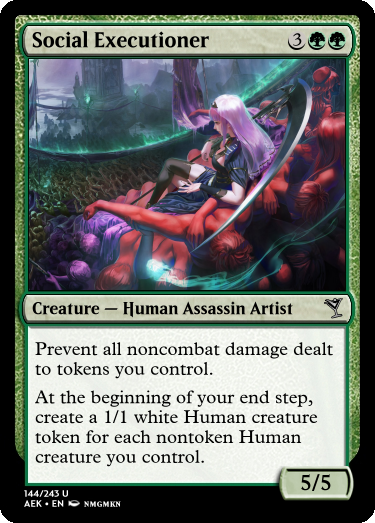 Social Executioner 3
Creature — Human Assassin Artist
Prevent all noncombat damage dealt
to tokens you control.
At the beginning of your end step,
create a 1/1 white Human creature
token for each nontoken Human
creature you control.
5/5
144/243 U
AEK • EN NMGMKN